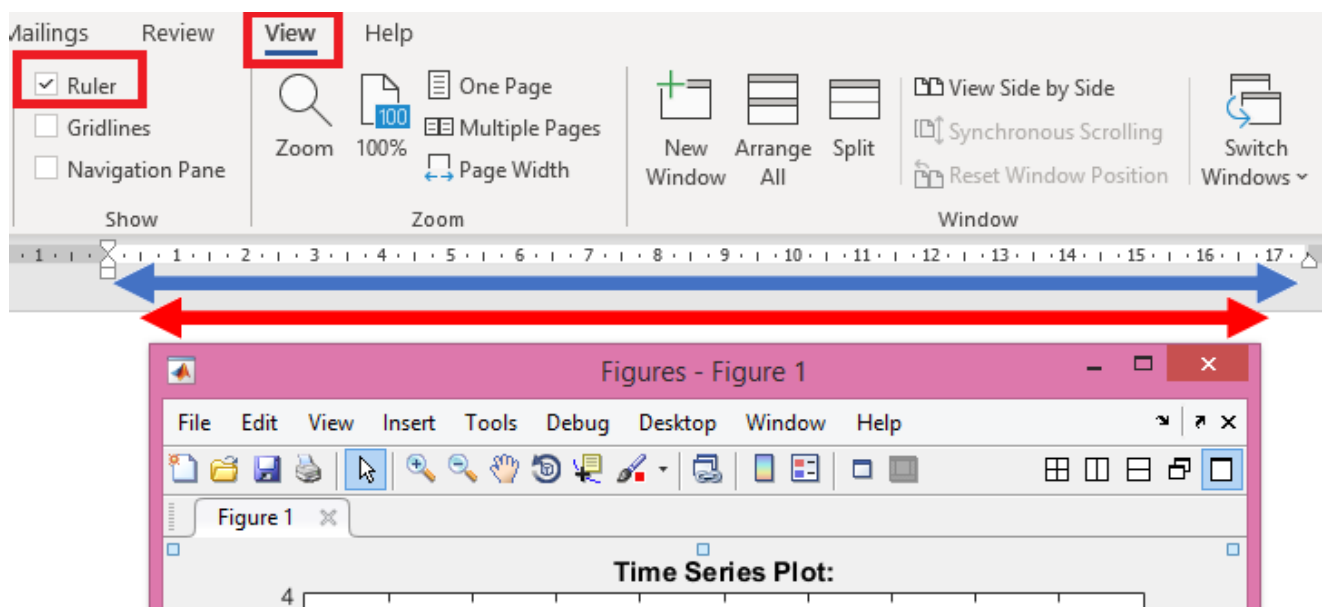 Mailings Review View Help
Ruler
Gridlines
Navigation Pane
Show
Zoom
100
100%
One Page
Multiple Pages
Page Width
Zoom
New Window
Arrange All
Split
View Side by Side
Synchronous Scrolling
Reset Window Position
Window
Switch Windows
1 1 2 3 4 5 6 7 8 9 10 11 12 13 14 15 16 17
Figures - Figure 1
File Edit View Insert Tools Debug Desktop Window Help
Figure 1
Time Series Plot:
4